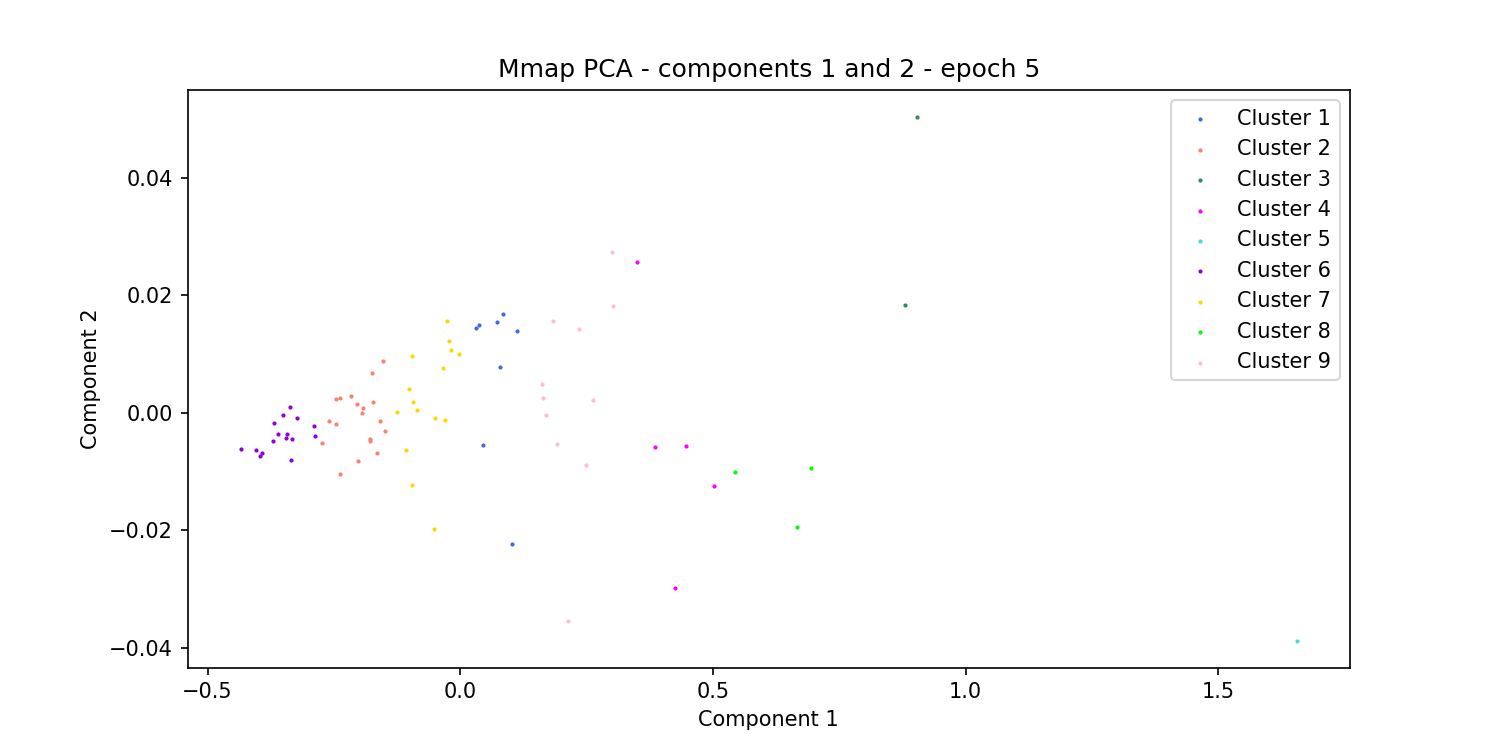 Mmap PCA - components 1 and 2 - epoch 5
Cluster 1
Cluster 2
Cluster 3
Cluster 4
Cluster 5
Cluster 6
Cluster 7
Cluster 8
Cluster 9
Component 2
0.04
0.02
0.00
−0.02
−0.04
−0.5
0.0
0.5
1.0
1.5
Component 1